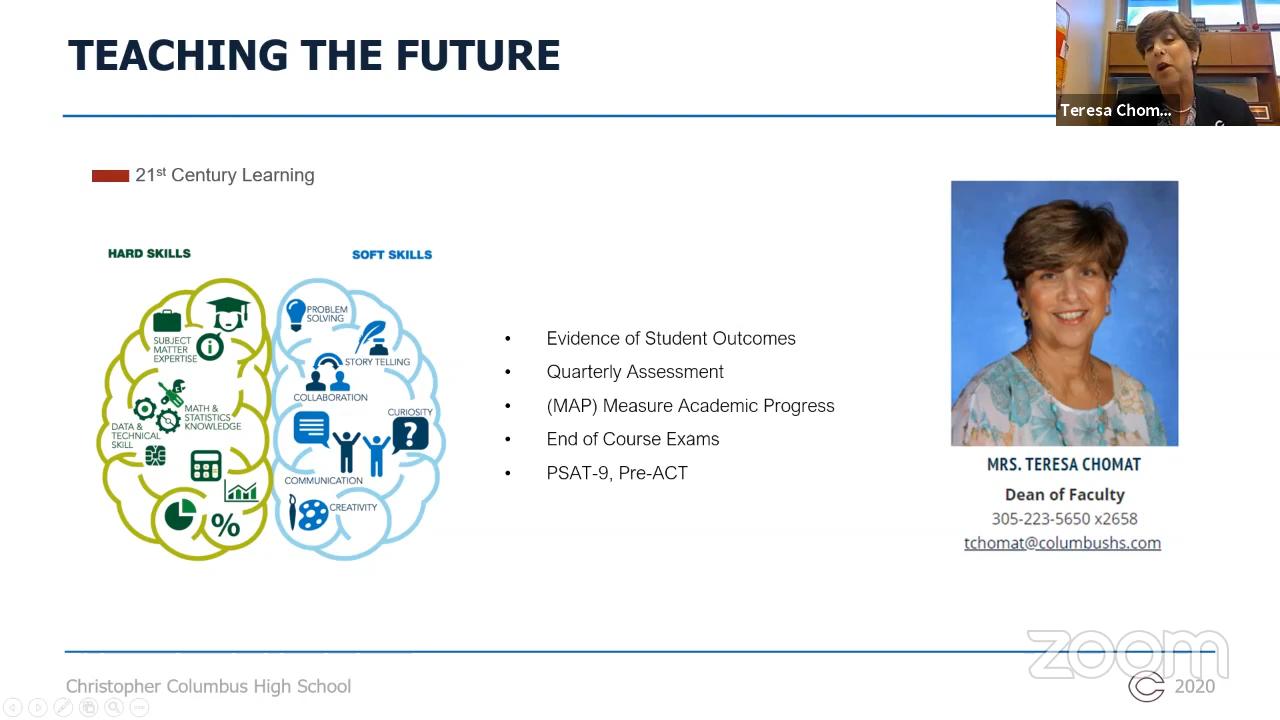 TEACHING THE FUTURE
Teresa Chom...
21st Century Learning
HARD SKILLS
SOFT SKILLS
PROBLEM
SOLVING
SUBJECT
MATTER
EXPERTISE
STORY TELLING
COLLABORATION
MATH &
STATISTICS
KNOWLEDGE
CURIOSITY
DATA &
TECHNICAL
SKILL
COMMUNICATION
CREATIVITY
%
?
• Evidence of Student Outcomes
• Quarterly Assessment
• (MAP) Measure Academic Progress
• End of Course Exams
• PSAT-9, Pre-ACT
MRS. TERESA CHOMAT
Dean of Faculty
305-223-5650 x2658
tchomat@columbushs.com
zoom
Christopher Columbus High School
C 2020